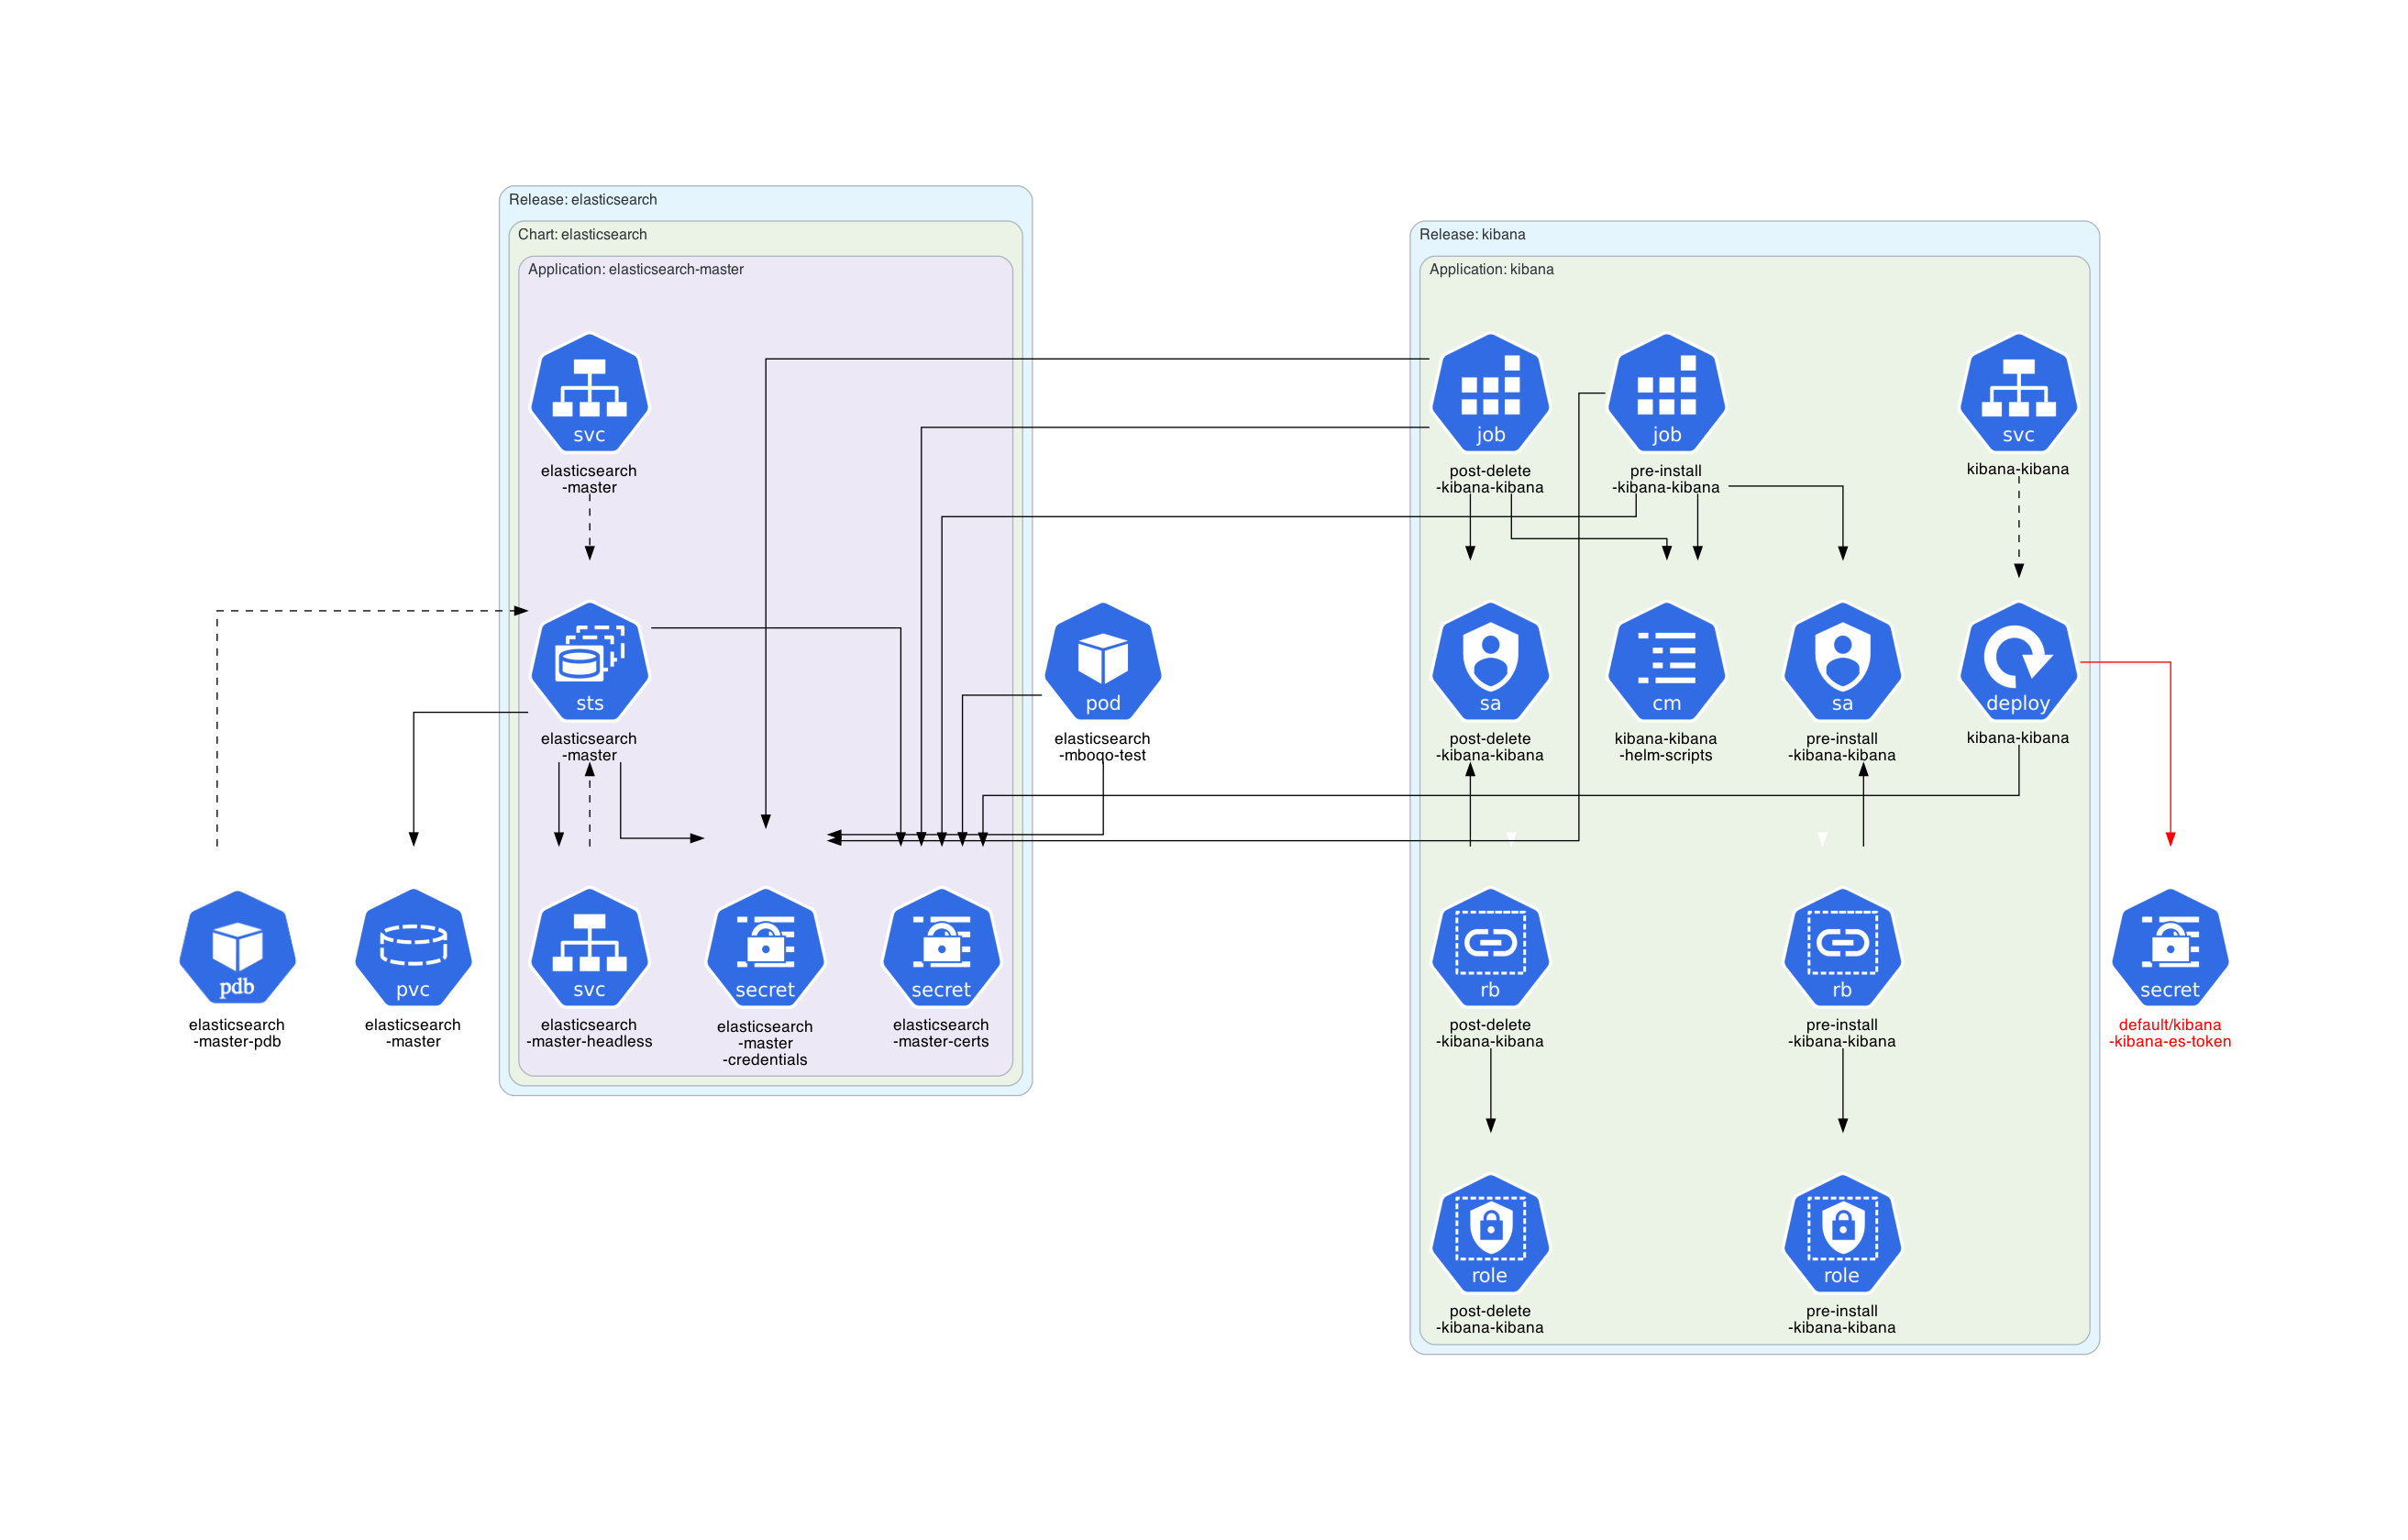 Release: elasticsearch
Chart: elasticsearch
Application: elasticsearch-master
Release: kibana
Application: kibana
svc
elasticsearch
-master
job
post-delete
-kibana-kibana
job
pre-install
-kibana-kibana
svc
kibana-kibana
sts
elasticsearch
-master
pod
elasticsearch
-mboqo-test
sa
post-delete
-kibana-kibana
cm
kibana-kibana
-helm-scripts
sa
pre-install
-kibana-kibana
deploy
kibana-kibana
pdb
elasticsearch
-master-pdb
pvc
elasticsearch
-master
svc
elasticsearch
-master-headless
secret
elasticsearch
-master
-credentials
secret
elasticsearch
-master-certs
rb
post-delete
-kibana-kibana
rb
pre-install
-kibana-kibana
secret
default/kibana
-kibana-es-token
role
post-delete
-kibana-kibana
role
pre-install
-kibana-kibana